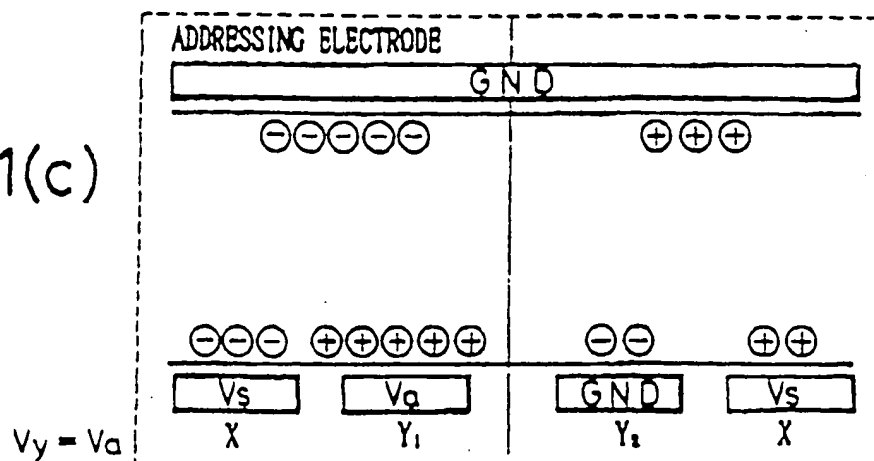 ADDRESSING ELECTRODE
GND
1(c)
⊖⊖⊖⊖⊖ ⊕⊕⊕
⊖⊖⊖ ⊕⊕⊕⊕⊕ ⊖⊖ ⊕⊕
Vs Va GND Vs
X Y₁ Y₂ X
Vy = Va